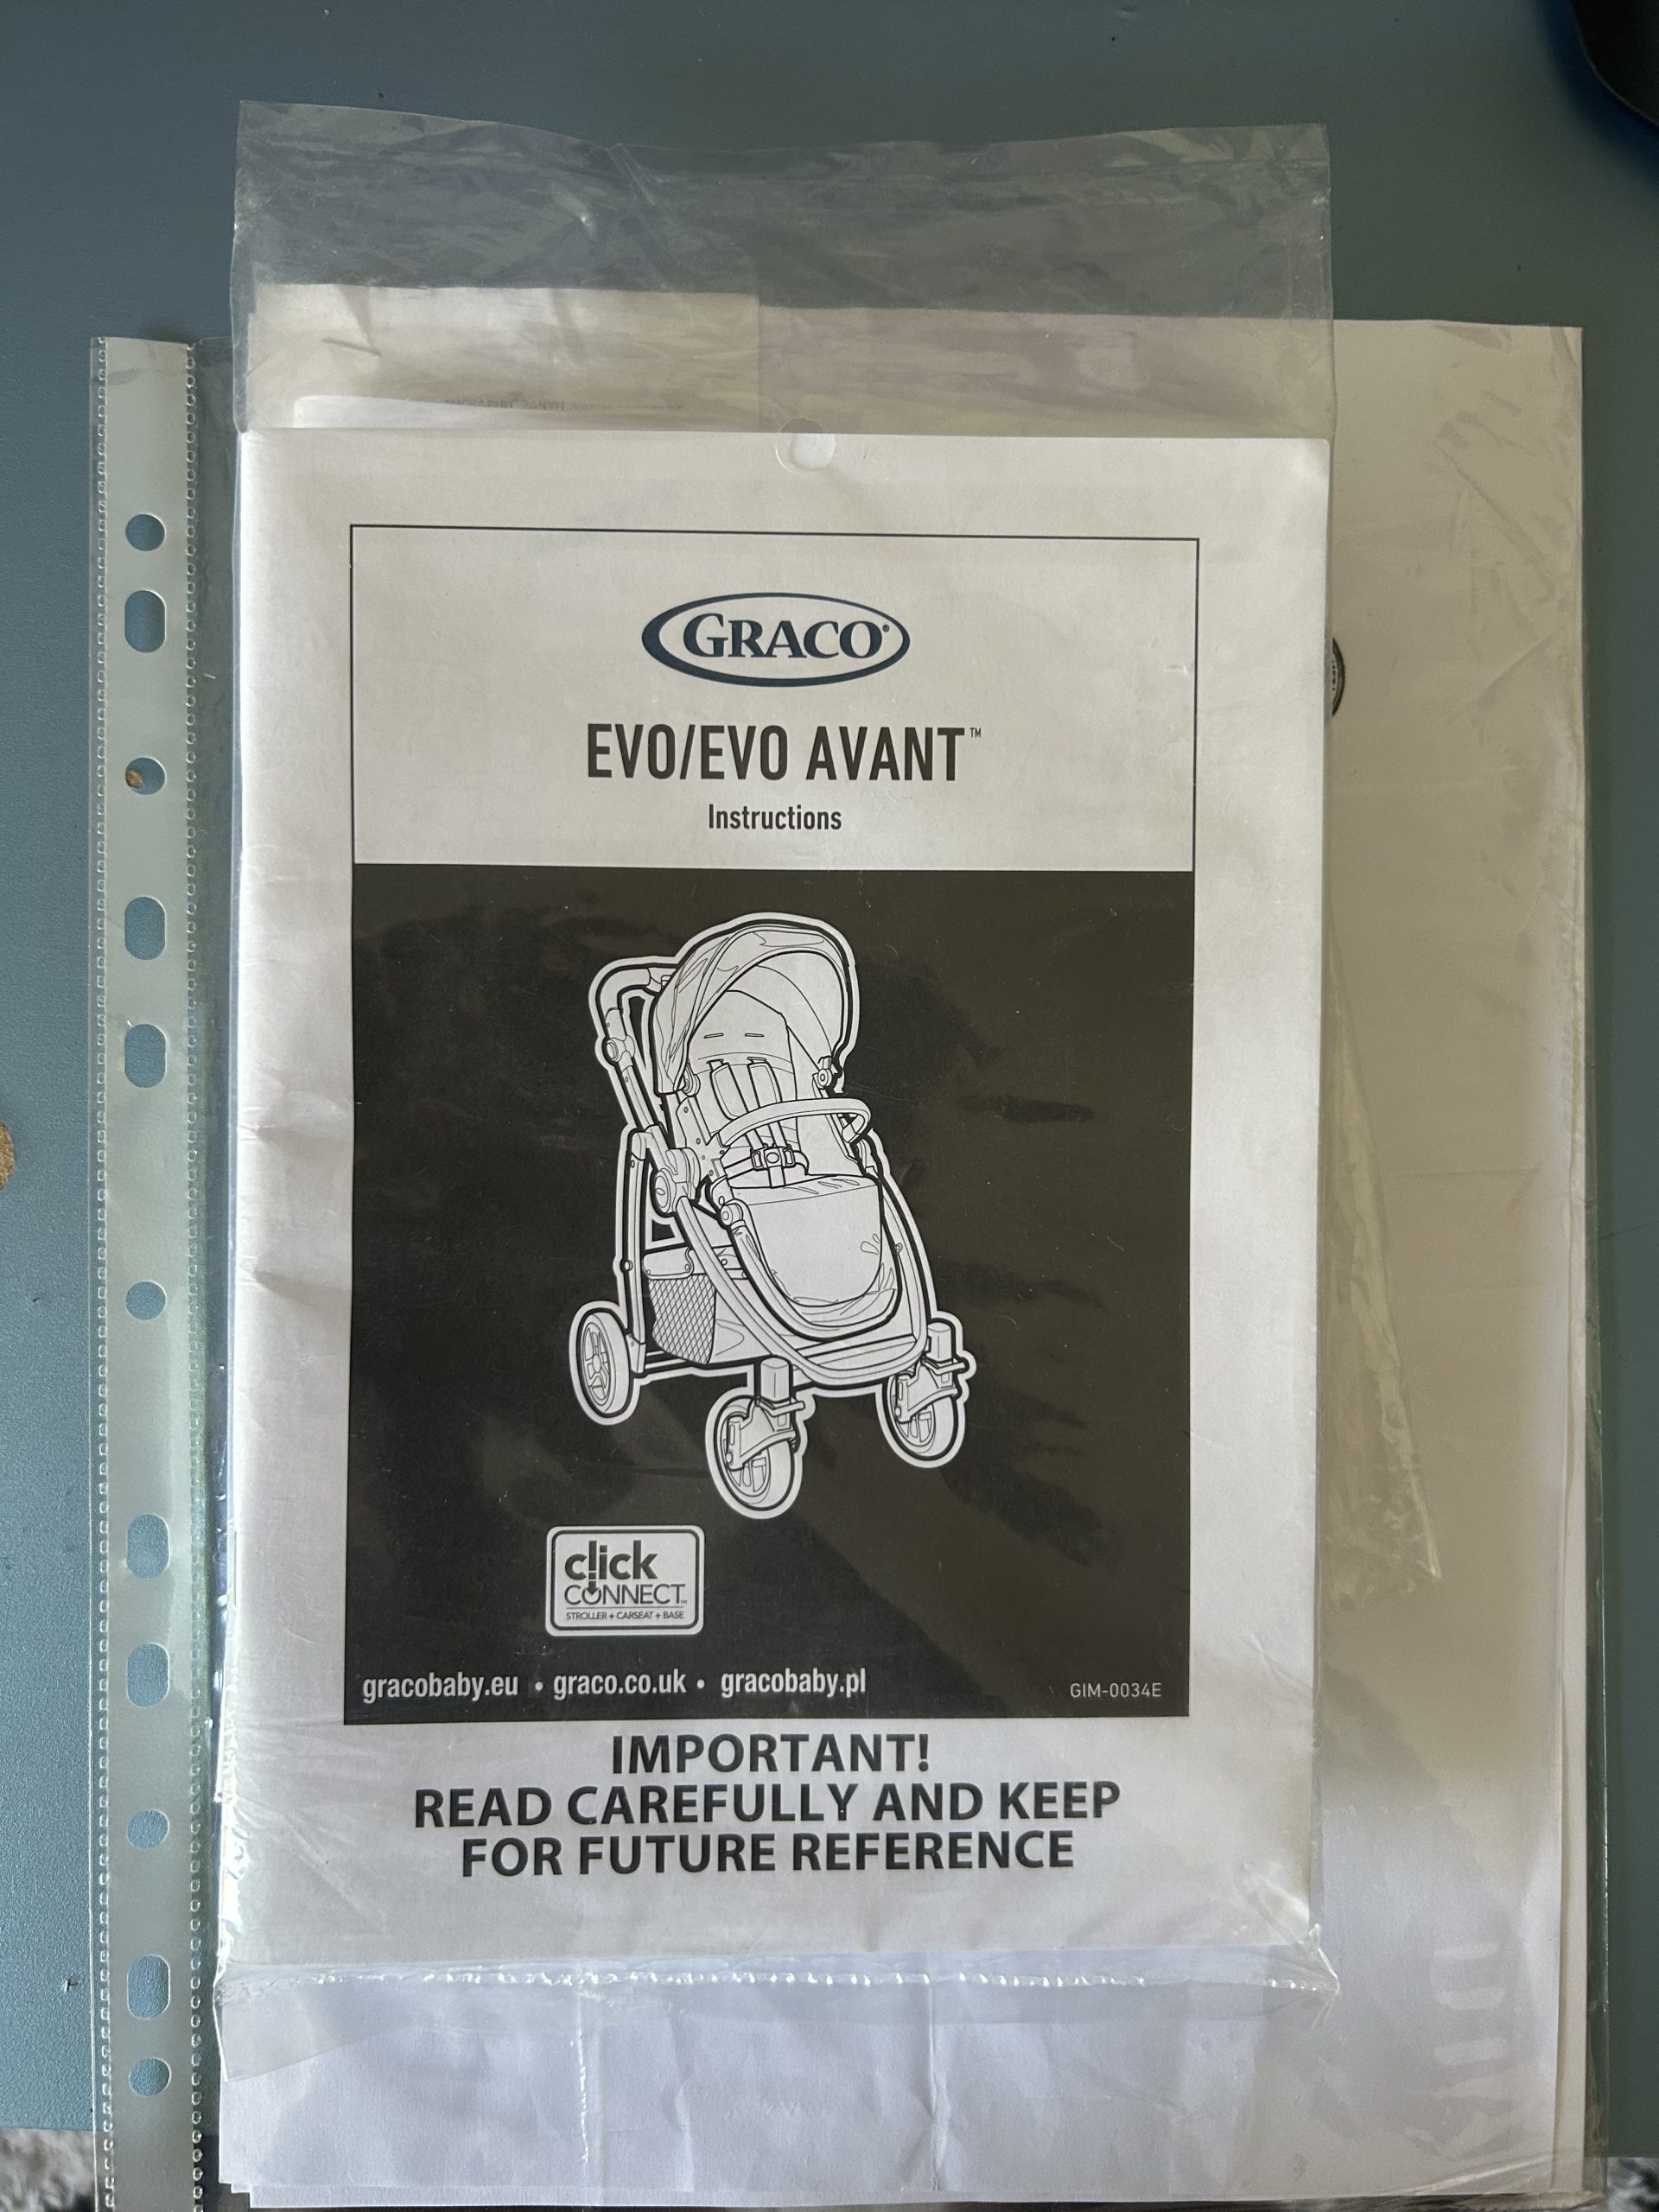 GRACO®
EVO/EVO AVANT™
Instructions
click
CONNECT™
STROLLER + CARSEAT + BASE
gracobaby.eu • graco.co.uk • gracobaby.pl
GIM-0034E
IMPORTANT!
READ CAREFULLY AND KEEP
FOR FUTURE REFERENCE